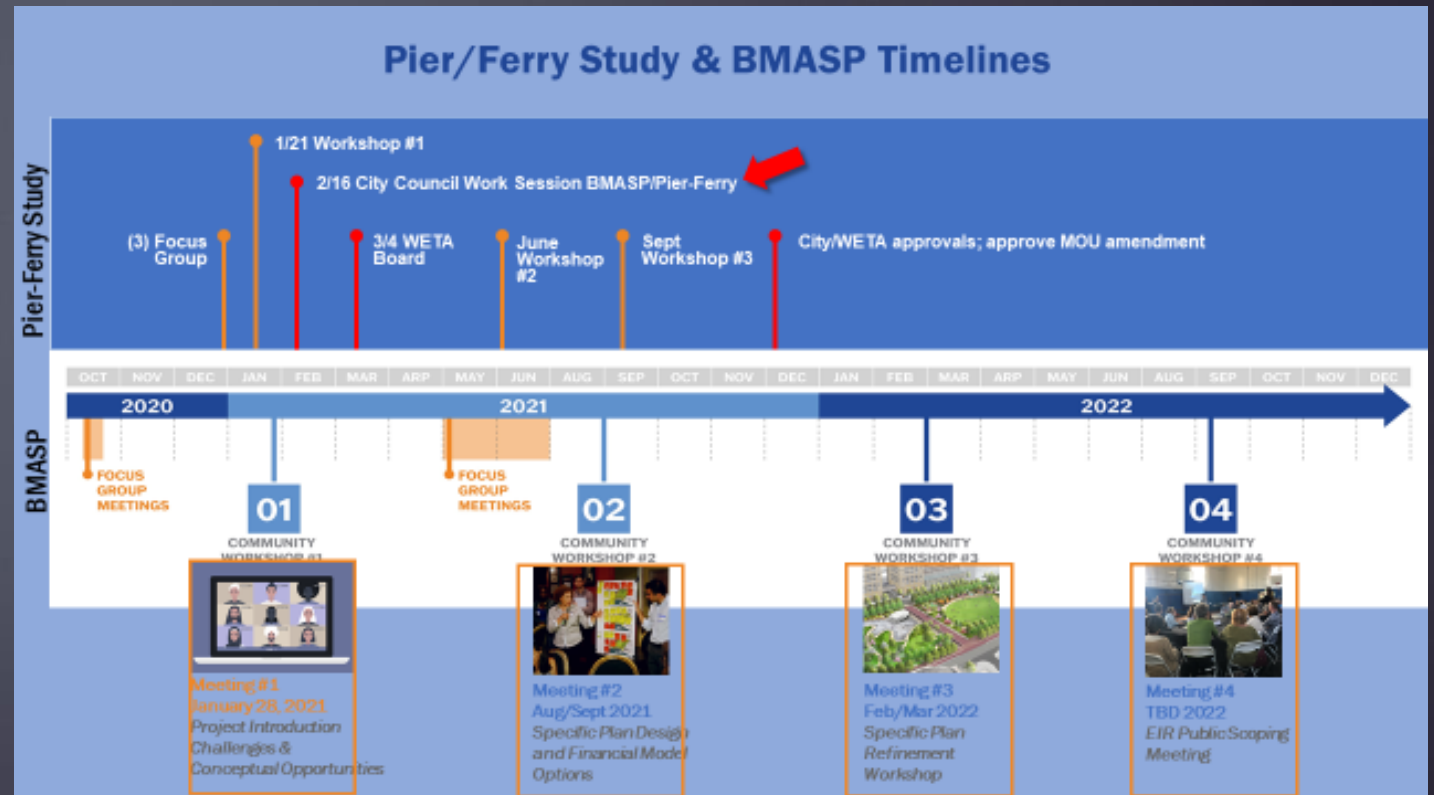 Pier/Ferry Study & BMASP Timelines
Pier-Ferry Study
1/21 Workshop #1
2/16 City Council Work Session BMASP/Pier-Ferry
(3) Focus
Group
3/4 WETA
Board
June
Workshop
#2
Sept
Workshop #3
City/WETA approvals; approve MOU amendment
OCT NOV DEC JAN FEB MAR ARP MAY JUN AUG SEP OCT NOV DEC JAN FEB MAR ARP MAY JUN AUG SEP OCT NOV DEC
2020 2021 2022
BMASP
FOCUS
GROUP
MEETINGS
FOCUS
GROUP
MEETINGS
01
COMMUNITY
WORKSHOP #1
02
COMMUNITY
WORKSHOP #2
03
COMMUNITY
WORKSHOP #3
04
COMMUNITY
WORKSHOP #4
Meeting #1
January 28, 2021
Project Introduction
Challenges &
Conceptual Opportunities
Meeting #2
Aug/Sept 2021
Specific Plan Design
and Financial Model
Options
Meeting #3
Feb/Mar 2022
Specific Plan
Refinement
Workshop
Meeting #4
TBD 2022
EIR Public Scoping
Meeting